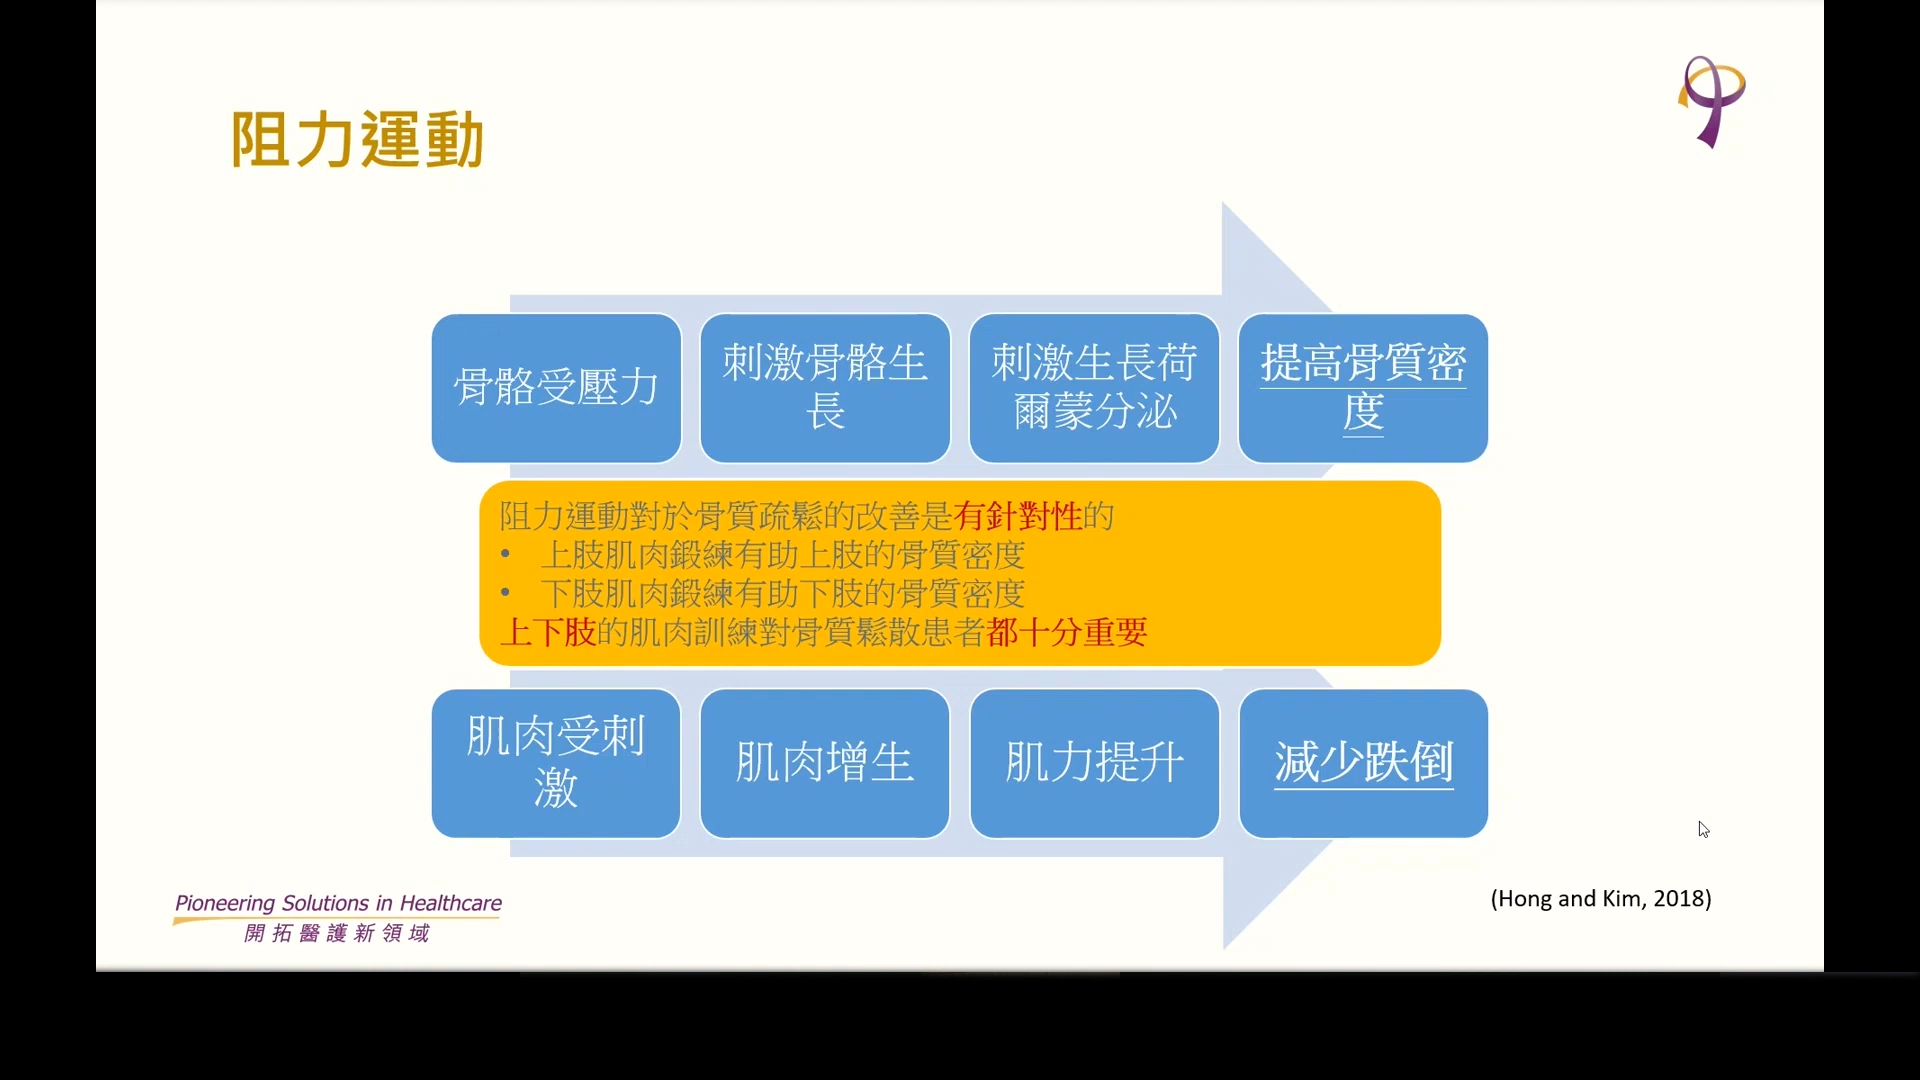 阻力運動
骨骼受壓力
刺激骨骼生
長
刺激生長荷
爾蒙分泌
提高骨質密
度
阻力運動對於骨質疏鬆的改善是有針對性的
• 上肢肌肉鍛練有助上肢的骨質密度
• 下肢肌肉鍛練有助下肢的骨質密度
上下肢的肌肉訓練對骨質鬆散患者都十分重要
肌肉受刺
激
肌肉增生
肌力提升
減少跌倒
(Hong and Kim, 2018)
Pioneering Solutions in Healthcare
開拓醫護新領域